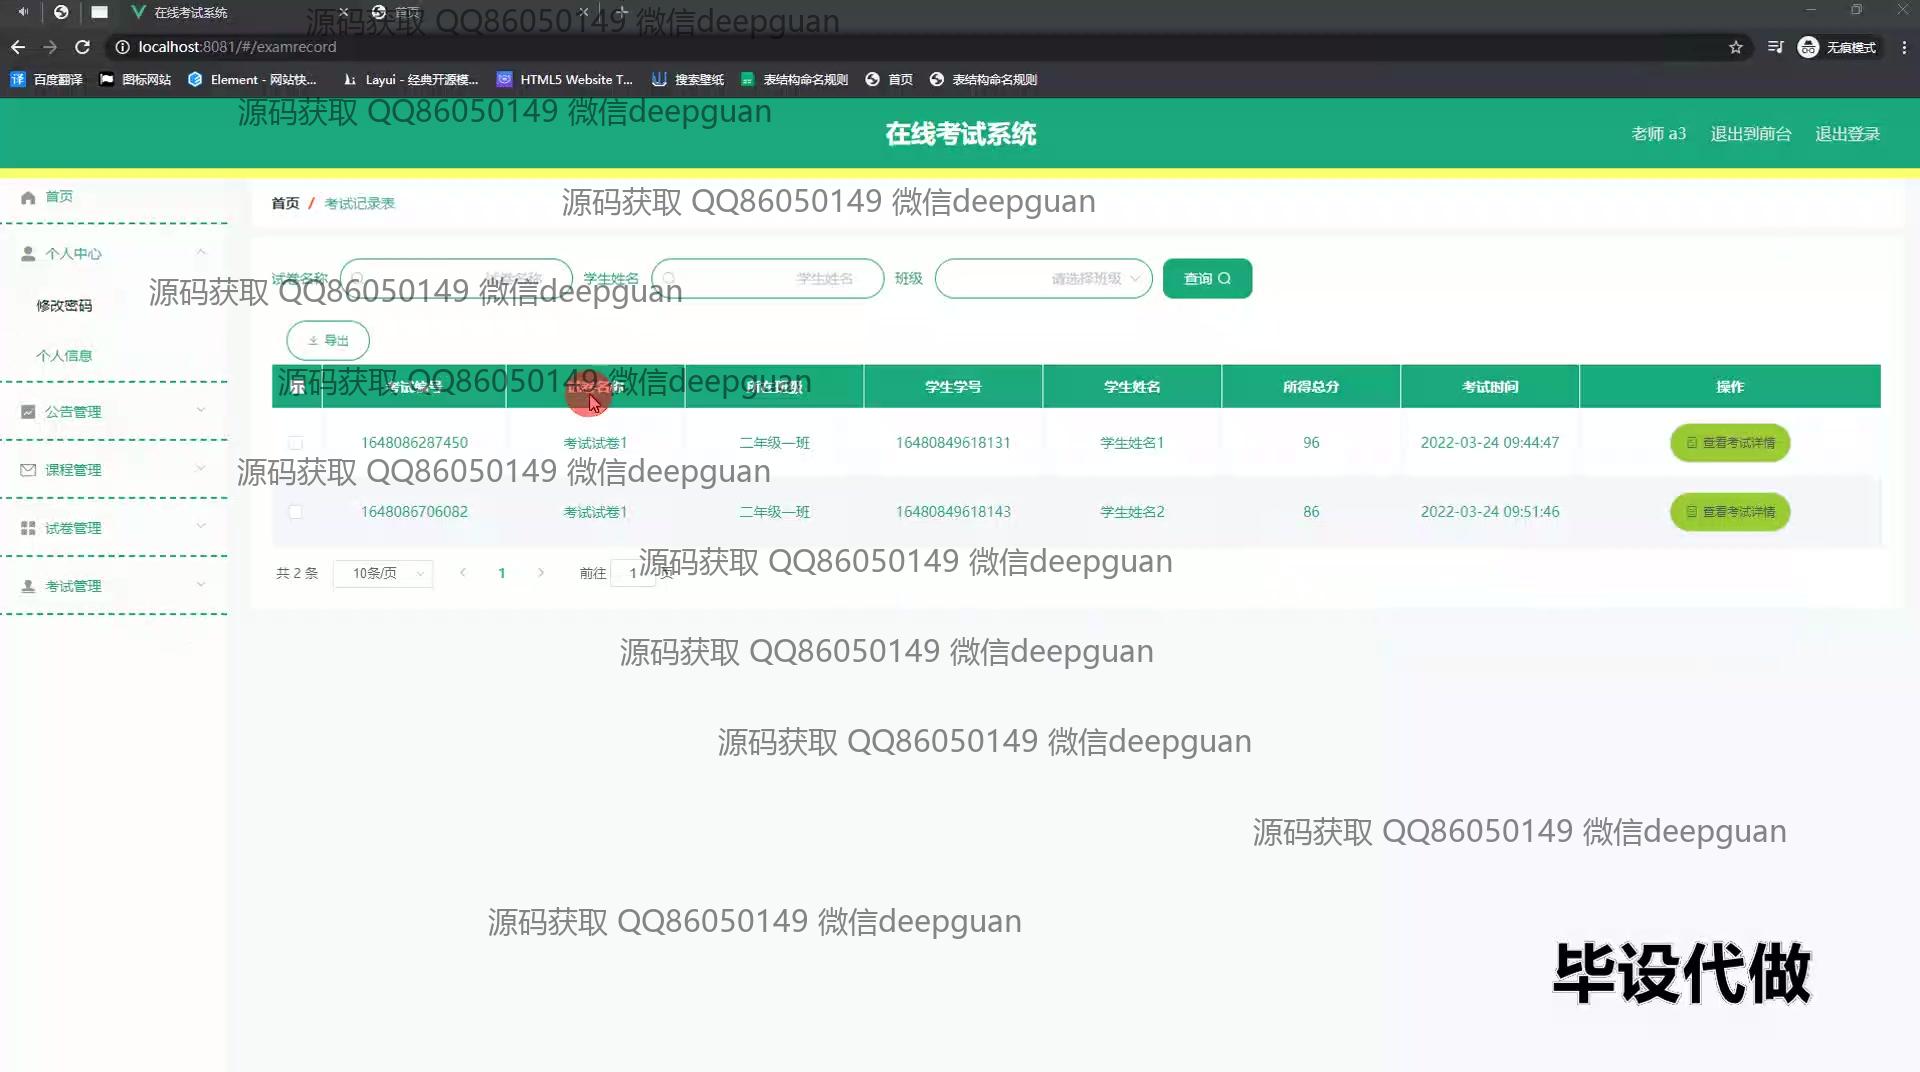 在线考试系统
首页
源码获取 QQ86050149 微信deepguan
localhost:8081/#/examrecord
无痕模式
百度翻译 图标网站 Element - 网站快... Layui - 经典开源模... HTML5 Website T... 搜索壁纸 表结构命名规则 首页 表结构命名规则
源码获取 QQ86050149 微信deepguan
在线考试系统
老师 a3 退出到前台 退出登录
首页
首页 / 考试记录表
源码获取 QQ86050149 微信deepguan
个人中心
试卷名称 试卷名称 学生姓名 学生姓名 班级 请选择班级 查询
源码获取 QQ86050149 微信deepguan
修改密码
导出
个人信息
源码获取 QQ86050149 微信deepguan
考试编号 试卷名称 所在班级 学生学号 学生姓名 所得总分 考试时间 操作
公告管理
1648086287450 考试试卷1 二年级一班 16480849618131 学生姓名1 96 2022-03-24 09:44:47 查看考试详情
课程管理
源码获取 QQ86050149 微信deepguan
1648086706082 考试试卷1 二年级一班 16480849618143 学生姓名2 86 2022-03-24 09:51:46 查看考试详情
试卷管理
源码获取 QQ86050149 微信deepguan
共 2 条 10条/页 1 前往 1 页
考试管理
源码获取 QQ86050149 微信deepguan
源码获取 QQ86050149 微信deepguan
源码获取 QQ86050149 微信deepguan
源码获取 QQ86050149 微信deepguan
毕设代做